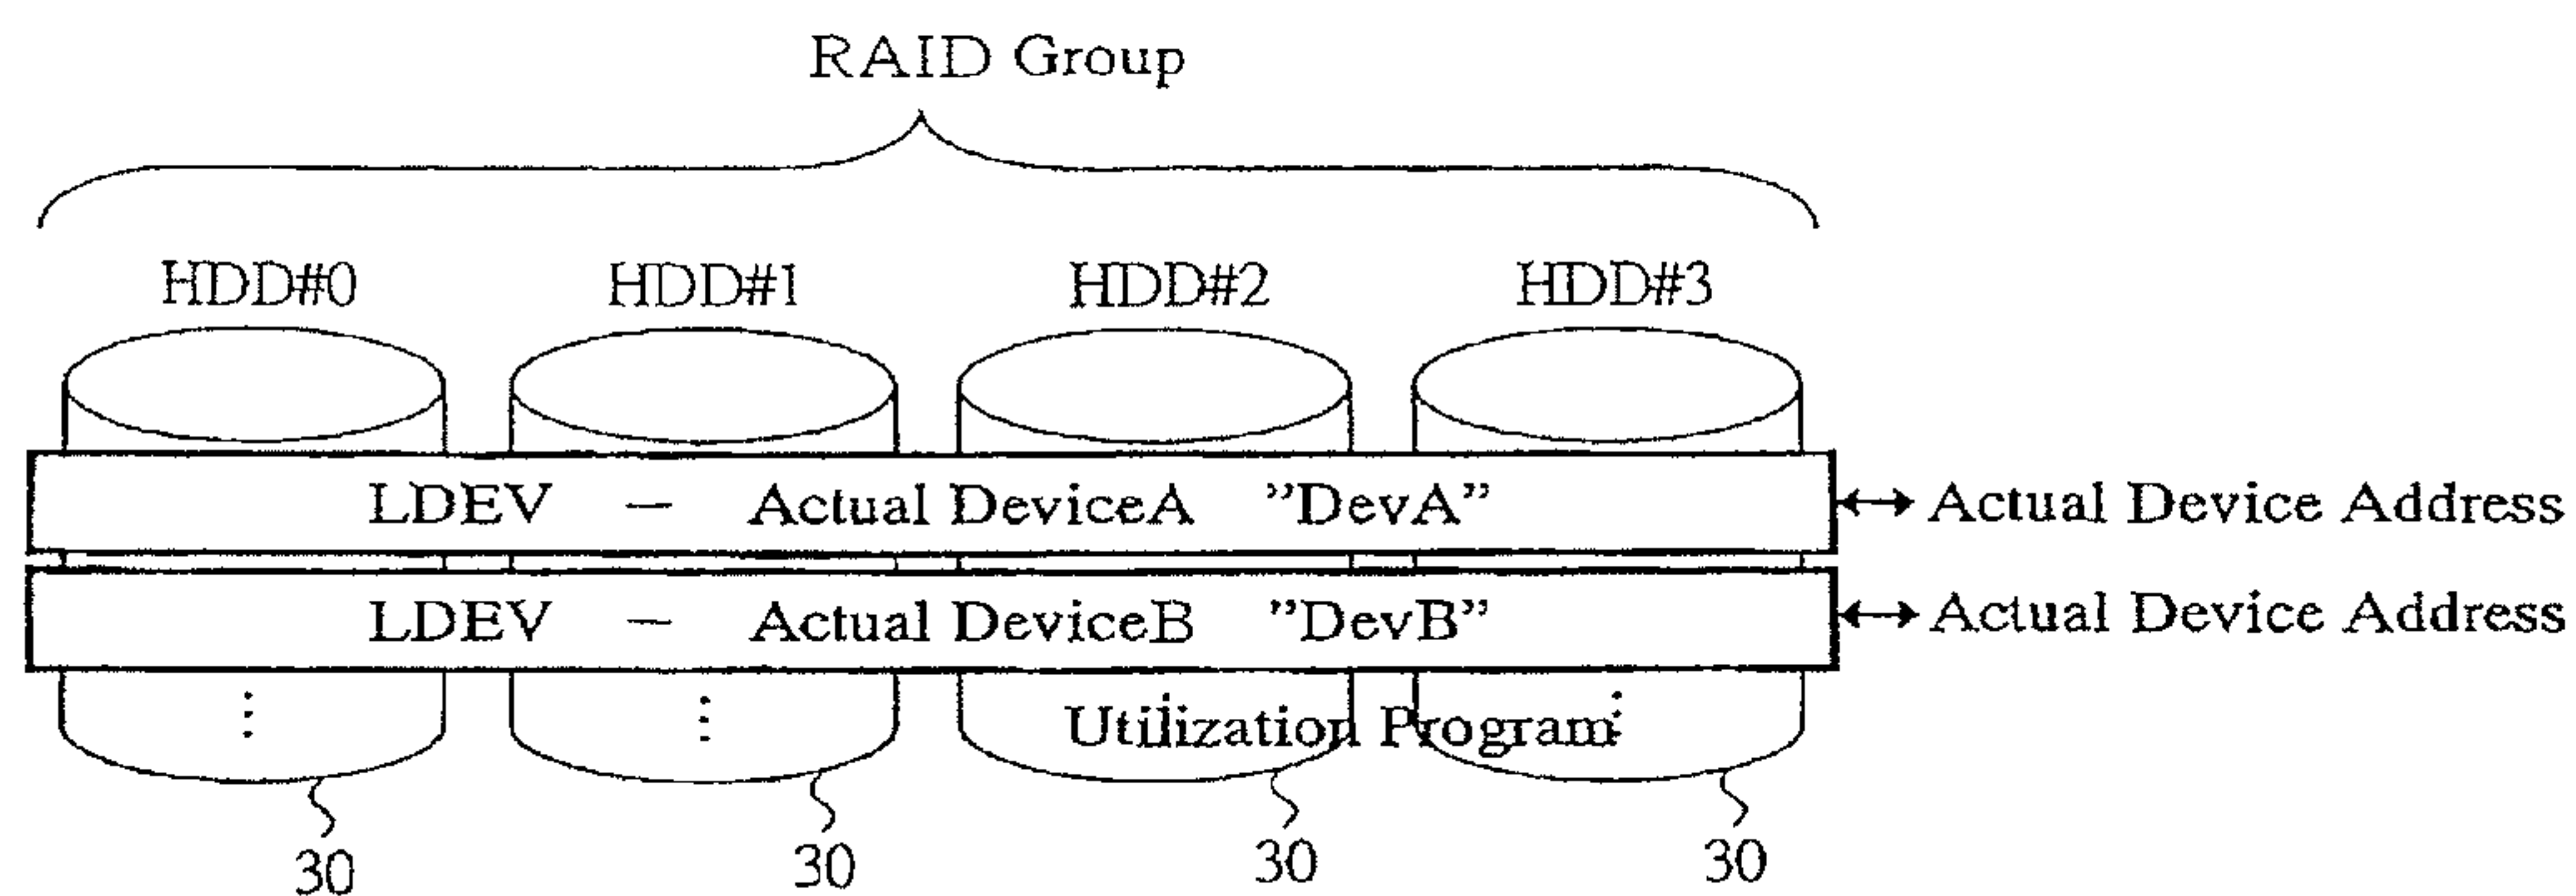 RAID Group
HDD#0 HDD#1 HDD#2 HDD#3
LDEV — Actual DeviceA "DevA" Actual Device Address
LDEV — Actual DeviceB "DevB" Actual Device Address
Utilization Program
30 30 30 30